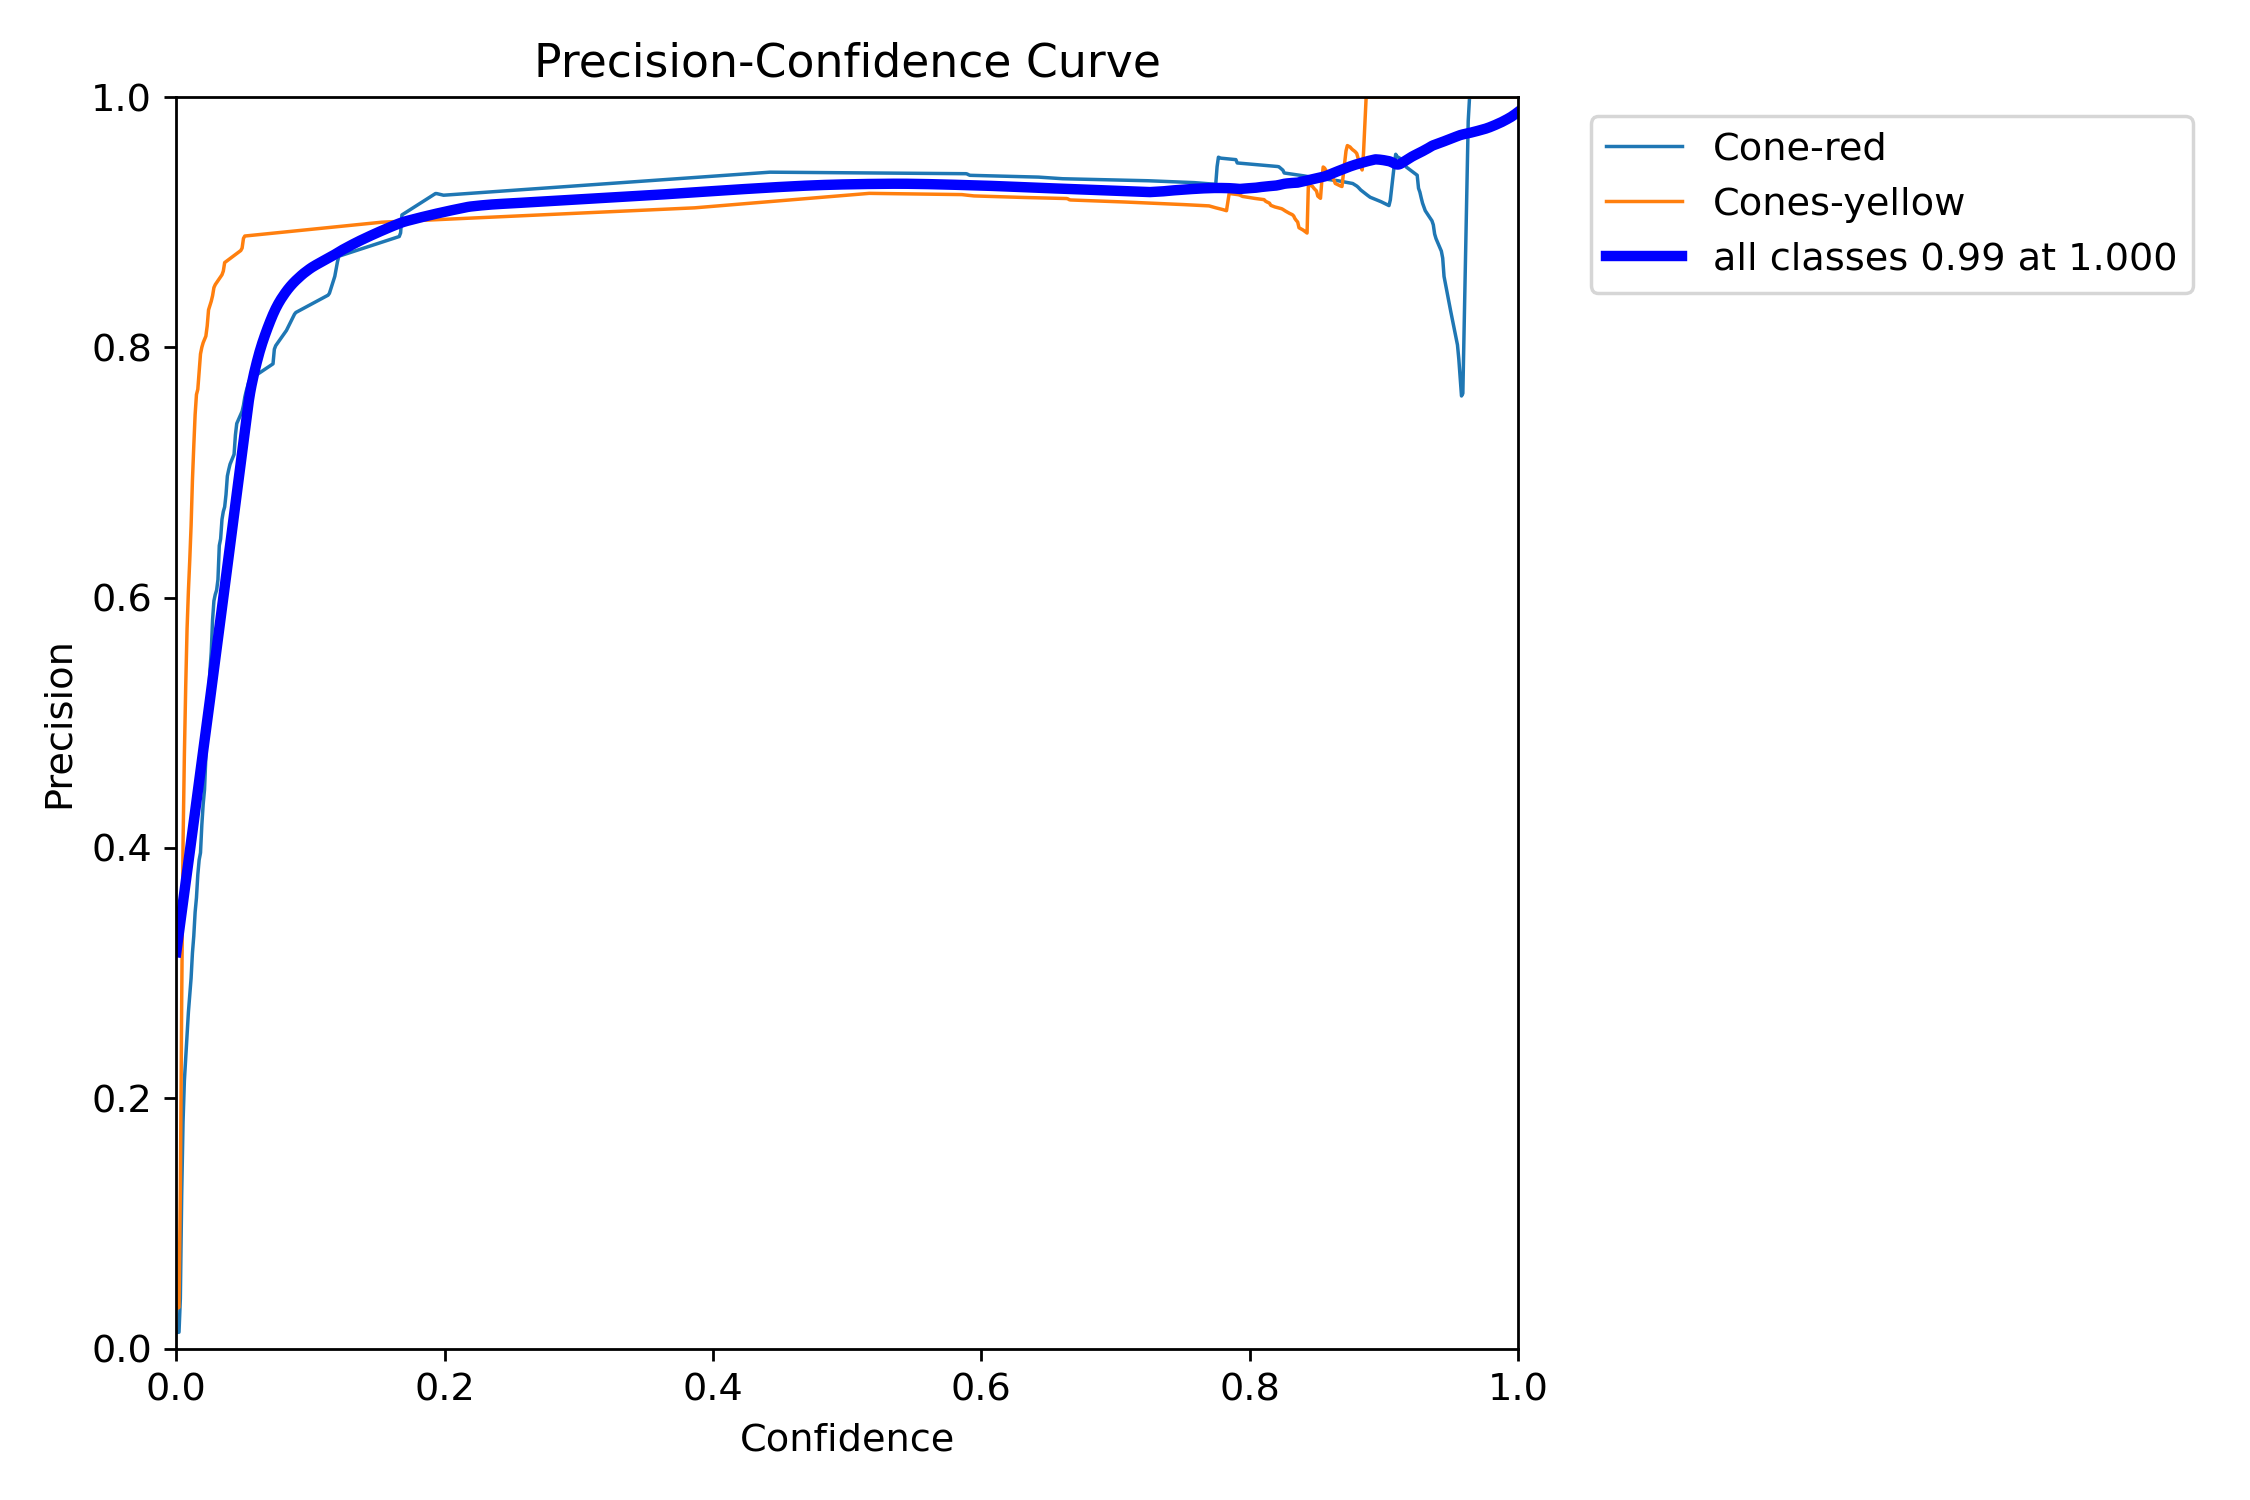 Precision-Confidence Curve
1.0
0.8
0.6
0.4
0.2
0.0
Precision
0.0 0.2 0.4 0.6 0.8 1.0
Confidence
Cone-red
Cones-yellow
all classes 0.99 at 1.000